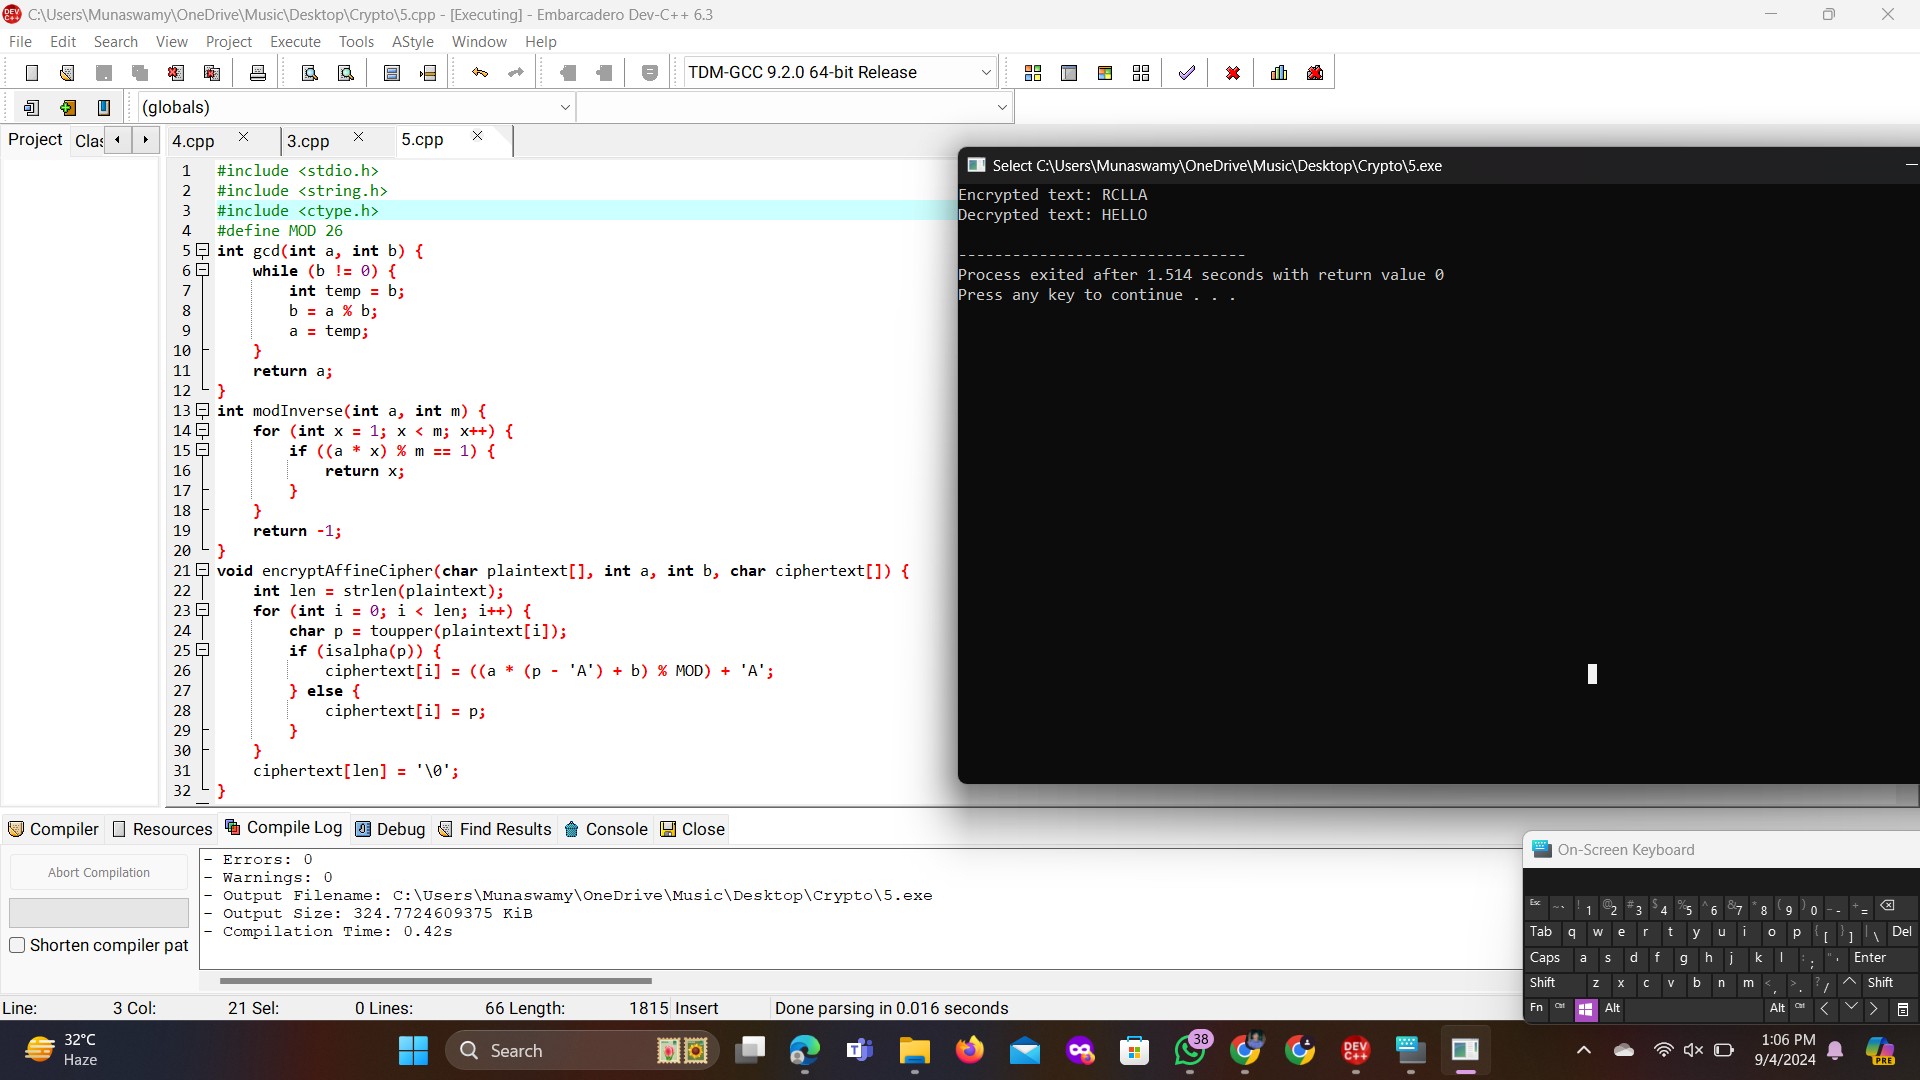 C:\Users\Munaswamy\OneDrive\Music\Desktop\Crypto\5.cpp - [Executing] - Embarcadero Dev-C++ 6.3
File Edit Search View Project Execute Tools AStyle Window Help
TDM-GCC 9.2.0 64-bit Release
(globals)
Project Clas 4.cpp 3.cpp 5.cpp
1 #include <stdio.h>
2 #include <string.h>
3 #include <ctype.h>
4 #define MOD 26
5 int gcd(int a, int b) {
6 while (b != 0) {
7 int temp = b;
8 b = a % b;
9 a = temp;
10 }
11 return a;
12 }
13 int modInverse(int a, int m) {
14 for (int x = 1; x < m; x++) {
15 if ((a * x) % m == 1) {
16 return x;
17 }
18 }
19 return -1;
20 }
21 void encryptAffineCipher(char plaintext[], int a, int b, char ciphertext[]) {
22 int len = strlen(plaintext);
23 for (int i = 0; i < len; i++) {
24 char p = toupper(plaintext[i]);
25 if (isalpha(p)) {
26 ciphertext[i] = ((a * (p - 'A') + b) % MOD) + 'A';
27 } else {
28 ciphertext[i] = p;
29 }
30 }
31 ciphertext[len] = '\0';
32 }
Select C:\Users\Munaswamy\OneDrive\Music\Desktop\Crypto\5.exe
Encrypted text: RCLLA
Decrypted text: HELLO
--------------------------------
Process exited after 1.514 seconds with return value 0
Press any key to continue . . .
Compiler Resources Compile Log Debug Find Results Console Close
Abort Compilation
Shorten compiler pat
- Errors: 0
- Warnings: 0
- Output Filename: C:\Users\Munaswamy\OneDrive\Music\Desktop\Crypto\5.exe
- Output Size: 324.7724609375 KiB
- Compilation Time: 0.42s
On-Screen Keyboard
Esc ~ ` ! 1 @ 2 # 3 $ 4 % 5 ^ 6 & 7 * 8 ( 9 ) 0 _ - + =
Tab q w e r t y u i o p { [ } ] | \ Del
Caps a s d f g h j k l : ; " ' Enter
Shift z x c v b n m < , > . ? / Shift
Fn Ctrl Alt Alt Ctrl
Line: 3 Col: 21 Sel: 0 Lines: 66 Length: 1815 Insert Done parsing in 0.016 seconds
32°C
Haze
Search
38
DEV C++
PRE
1:06 PM
9/4/2024